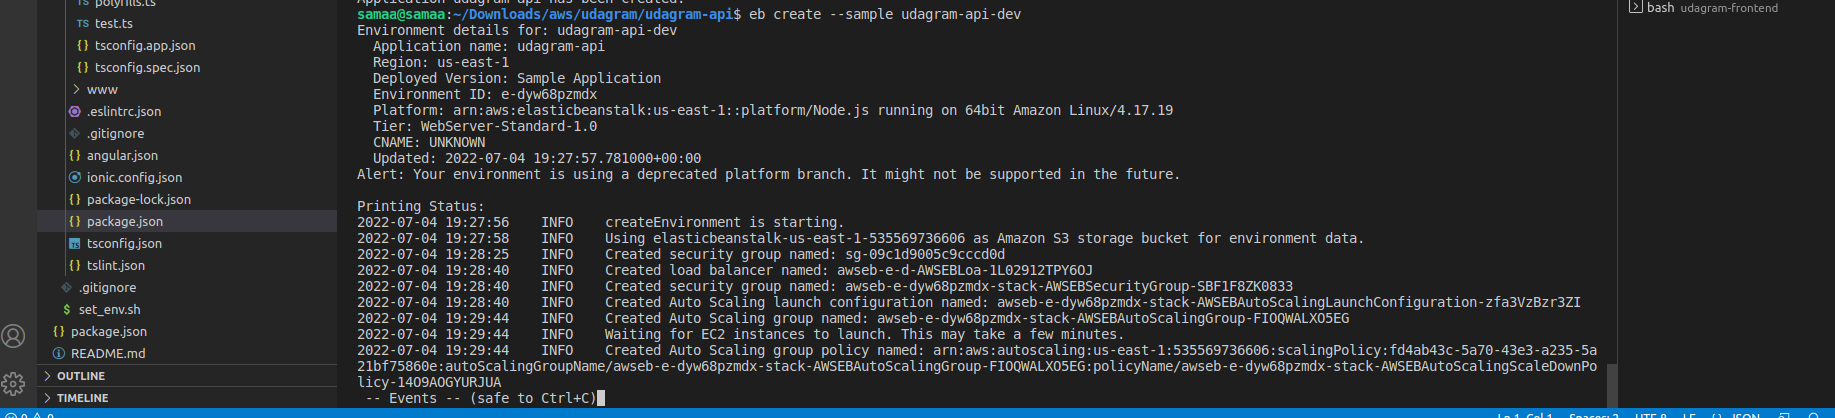 polyfills.ts
TS test.ts
{ } tsconfig.app.json
{ } tsconfig.spec.json
www
.eslintrc.json
.gitignore
{ } angular.json
ionic.config.json
{ } package-lock.json
{ } package.json
TS tsconfig.json
{ } tslint.json
.gitignore
$ set_env.sh
{ } package.json
README.md
OUTLINE
TIMELINE
samaa@samaa:~/Downloads/aws/udagram/udagram-api$ eb create --sample udagram-api-dev
Environment details for: udagram-api-dev
Application name: udagram-api
Region: us-east-1
Deployed Version: Sample Application
Environment ID: e-dyw68pzmdx
Platform: arn:aws:elasticbeanstalk:us-east-1::platform/Node.js running on 64bit Amazon Linux/4.17.19
Tier: WebServer-Standard-1.0
CNAME: UNKNOWN
Updated: 2022-07-04 19:27:57.781000+00:00
Alert: Your environment is using a deprecated platform branch. It might not be supported in the future.
Printing Status:
2022-07-04 19:27:56 INFO createEnvironment is starting.
2022-07-04 19:27:58 INFO Using elasticbeanstalk-us-east-1-535569736606 as Amazon S3 storage bucket for environment data.
2022-07-04 19:28:25 INFO Created security group named: sg-09c1d9005c9cccd0d
2022-07-04 19:28:40 INFO Created load balancer named: awseb-e-d-AWSEBLoa-1L02912TPY6OJ
2022-07-04 19:28:40 INFO Created security group named: awseb-e-dyw68pzmdx-stack-AWSEBSecurityGroup-SBF1F8ZK0833
2022-07-04 19:28:40 INFO Created Auto Scaling launch configuration named: awseb-e-dyw68pzmdx-stack-AWSEBAutoScalingLaunchConfiguration-zfa3VzBzr3ZI
2022-07-04 19:29:44 INFO Created Auto Scaling group named: awseb-e-dyw68pzmdx-stack-AWSEBAutoScalingGroup-FIOQWALXO5EG
2022-07-04 19:29:44 INFO Waiting for EC2 instances to launch. This may take a few minutes.
2022-07-04 19:29:44 INFO Created Auto Scaling group policy named: arn:aws:autoscaling:us-east-1:535569736606:scalingPolicy:fd4ab43c-5a70-43e3-a235-5a
21bf75860e:autoScalingGroupName/awseb-e-dyw68pzmdx-stack-AWSEBAutoScalingGroup-FIOQWALXO5EG:policyName/awseb-e-dyw68pzmdx-stack-AWSEBAutoScalingScaleDownPo
licy-14O9AOGYURJUA
-- Events -- (safe to Ctrl+C)
bash udagram-frontend